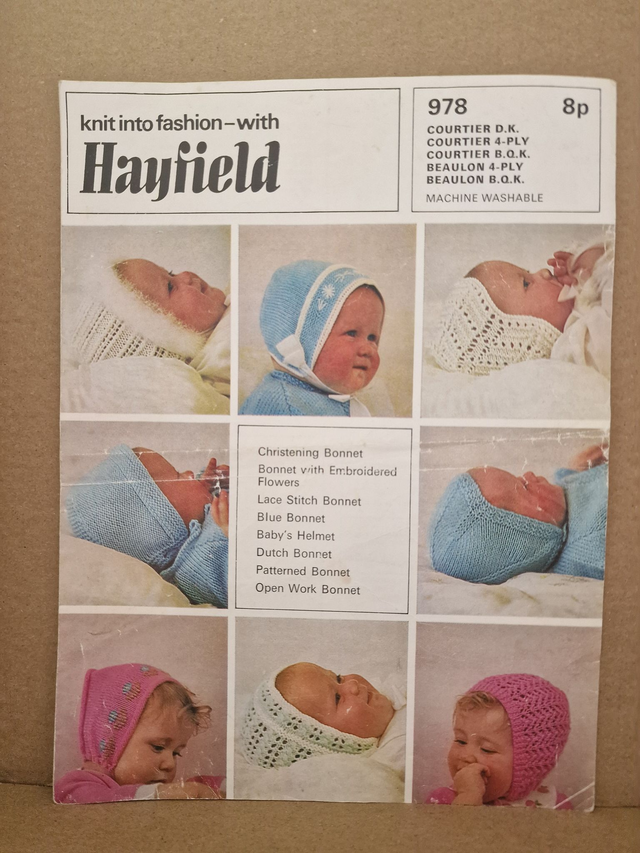 knit into fashion–with
Hayfield
978 8p
COURTIER D.K.
COURTIER 4-PLY
COURTIER B.Q.K.
BEAULON 4-PLY
BEAULON B.Q.K.
MACHINE WASHABLE
Christening Bonnet
Bonnet with Embroidered
Flowers
Lace Stitch Bonnet
Blue Bonnet
Baby's Helmet
Dutch Bonnet
Patterned Bonnet
Open Work Bonnet